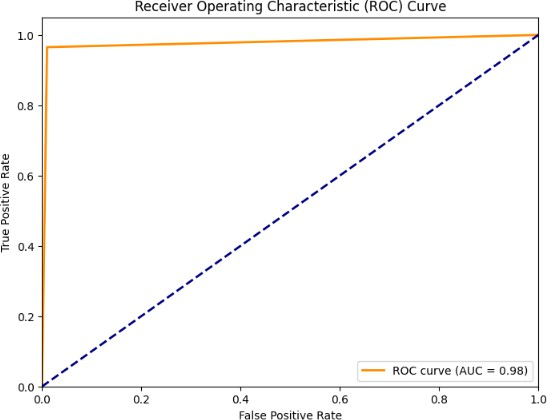 Receiver Operating Characteristic (ROC) Curve
True Positive Rate
1.0
0.8
0.6
0.4
0.2
0.0
ROC curve (AUC = 0.98)
0.0 0.2 0.4 0.6 0.8 1.0
False Positive Rate